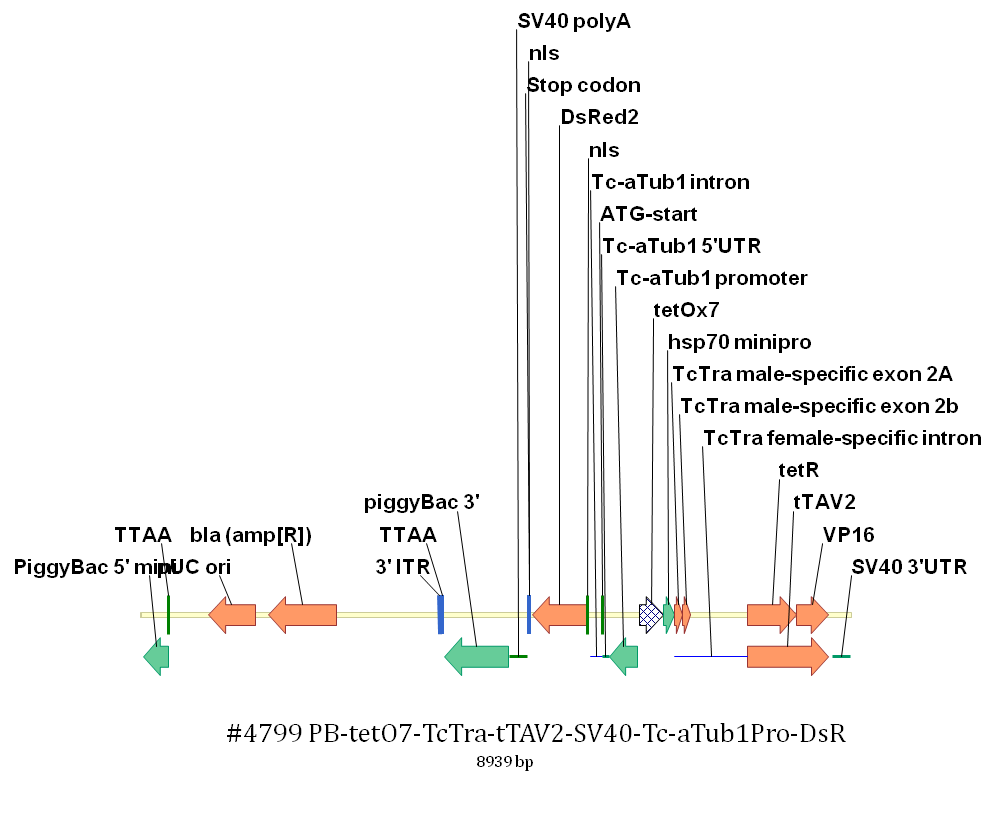 SV40 polyA
nls
Stop codon
DsRed2
nls
Tc-aTub1 intron
ATG-start
Tc-aTub1 5'UTR
Tc-aTub1 promoter
tetOx7
hsp70 minipro
TcTra male-specific exon 2A
TcTra male-specific exon 2b
TcTra female-specific intron
tetR
piggyBac 3' tTAV2
TTAA bla (amp[R]) TTAA VP16
PiggyBac 5' min pUC ori 3' ITR SV40 3'UTR
#4799 PB-tetO7-TcTra-tTAV2-SV40-Tc-aTub1Pro-DsR
8939 bp